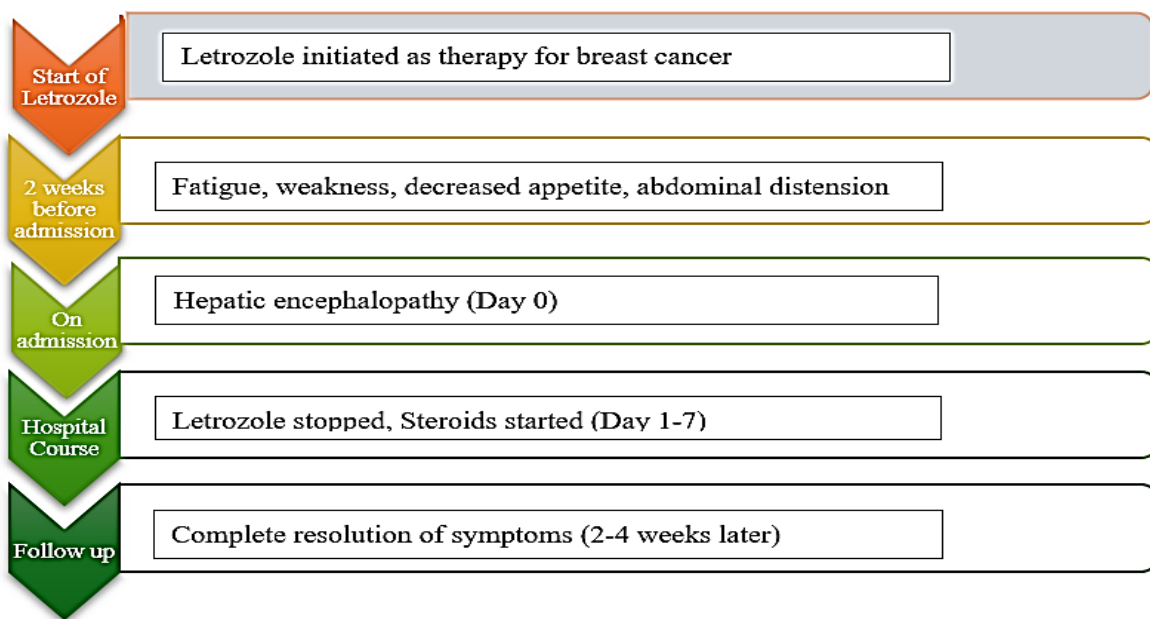 Start of
Letrozole
Letrozole initiated as therapy for breast cancer
2 weeks
before
admission
Fatigue, weakness, decreased appetite, abdominal distension
On
admission
Hepatic encephalopathy (Day 0)
Hospital
Course
Letrozole stopped, Steroids started (Day 1-7)
Follow up
Complete resolution of symptoms (2-4 weeks later)